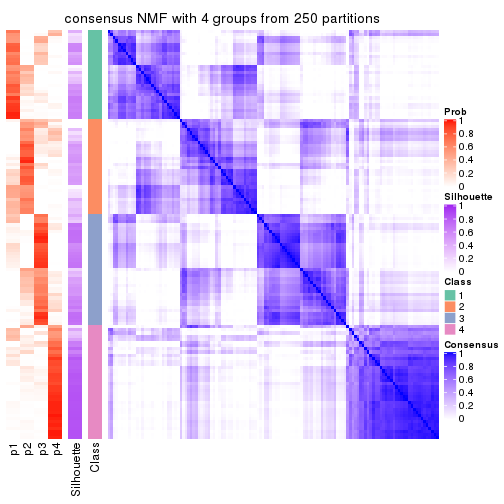 consensus NMF with 4 groups from 250 partitions
Prob
1
0.8
0.6
0.4
0.2
0
Silhouette
1
0.8
0.6
0.4
0.2
0
Class
1
2
3
4
Consensus
1
0.8
0.6
0.4
0.2
0
p1
p2
p3
p4
Silhouette
Class